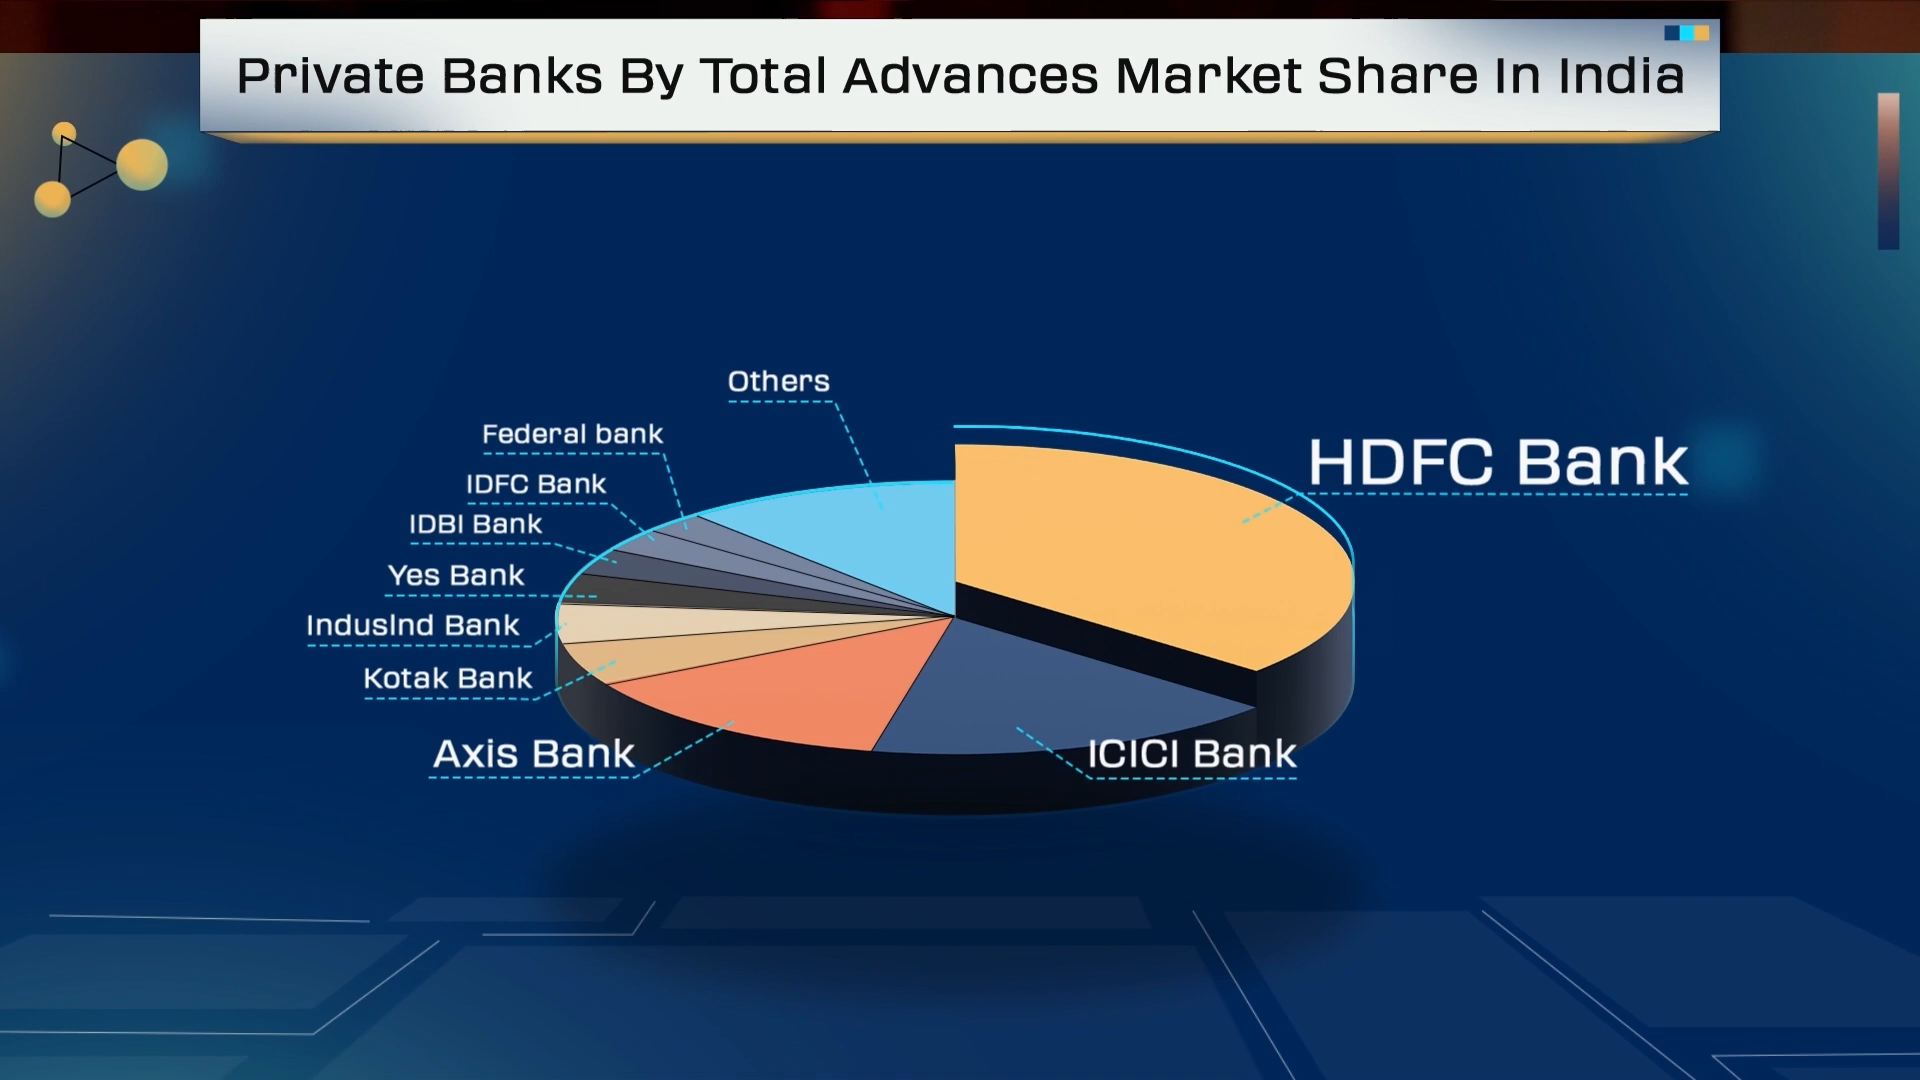 Private Banks By Total Advances Market Share In India
Others
Federal bank
HDFC Bank
IDFC Bank
IDBI Bank
Yes Bank
IndusInd Bank
Kotak Bank
Axis Bank
ICICI Bank